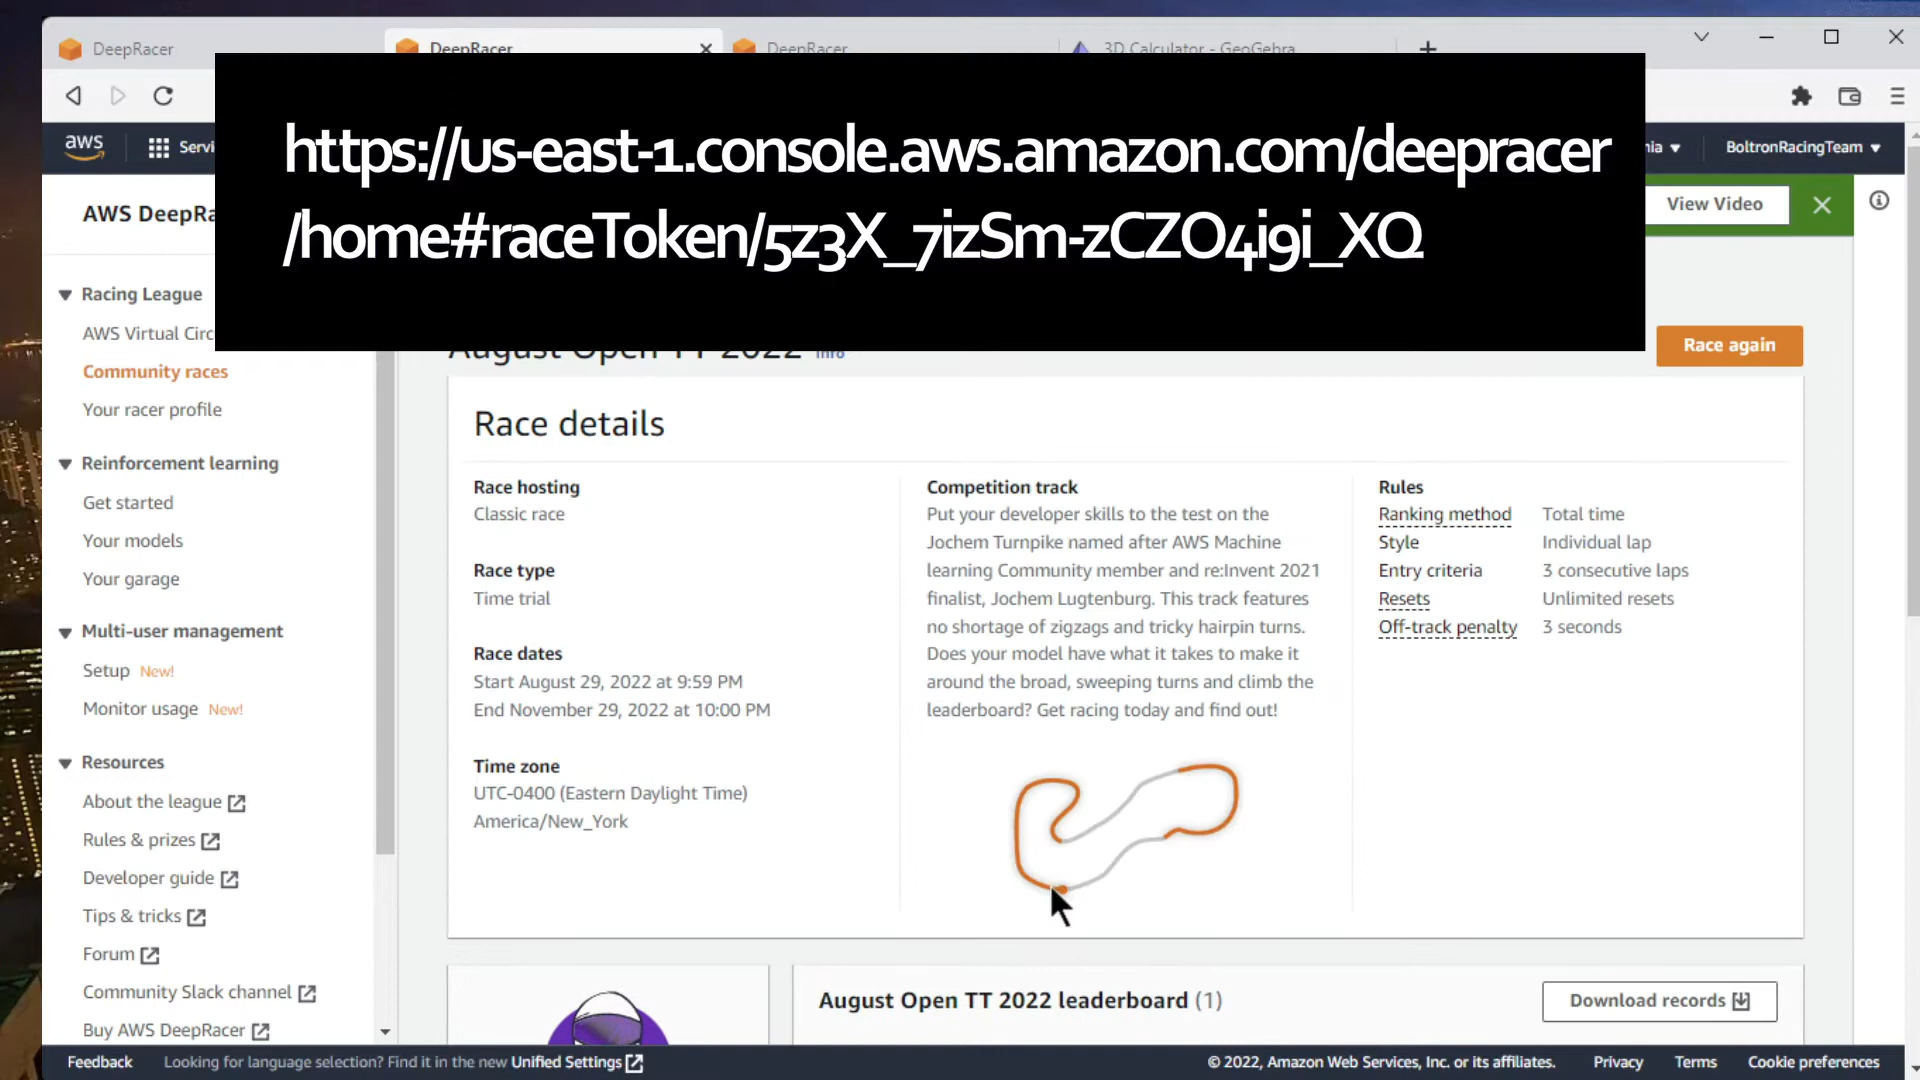 DeepRacer
DeepRacer
DeepRacer
3D Calculator - GeoGebra
https://us-east-1.console.aws.amazon.com/deepracer
/home#raceToken/5z3X_7izSm-zCZO4i9i_XQ
aws
BoltronRacingTeam
View Video
Racing League
AWS Virtual
Community races
Your racer profile
Reinforcement learning
Get started
Your models
Your garage
Multi-user management
Setup New!
Monitor usage New!
Resources
About the league
Rules & prizes
Developer guide
Tips & tricks
Forum
Community Slack channel
Buy AWS DeepRacer
August Open TT 2022 Info
Race again
Race details
Race hosting
Classic race
Race type
Time trial
Race dates
Start August 29, 2022 at 9:59 PM
End November 29, 2022 at 10:00 PM
Time zone
UTC-0400 (Eastern Daylight Time)
America/New_York
Competition track
Put your developer skills to the test on the
Jochem Turnpike named after AWS Machine
learning Community member and re:Invent 2021
finalist, Jochem Lugtenburg. This track features
no shortage of zigzags and tricky hairpin turns.
Does your model have what it takes to make it
around the broad, sweeping turns and climb the
leaderboard? Get racing today and find out!
Rules
Ranking method Total time
Style Individual lap
Entry criteria 3 consecutive laps
Resets Unlimited resets
Off-track penalty 3 seconds
August Open TT 2022 leaderboard (1)
Download records
Feedback
Looking for language selection? Find it in the new Unified Settings
© 2022, Amazon Web Services, Inc. or its affiliates.
Privacy
Terms
Cookie preferences